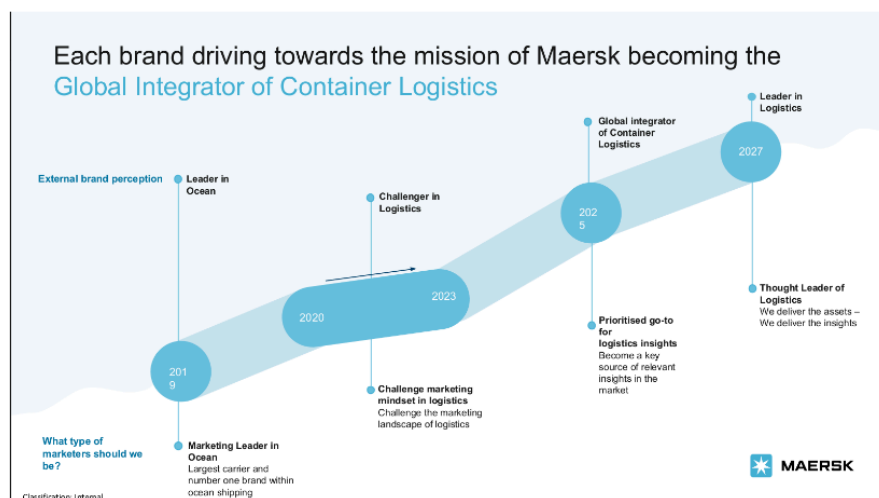 Each brand driving towards the mission of Maersk becoming the
Global Integrator of Container Logistics
External brand perception
Leader in
Ocean
Challenger in
Logistics
Global integrator
of Container
Logistics
Leader in
Logistics
201
9
2020
2023
202
5
2027
What type of
marketers should we
be?
Marketing Leader in
Ocean
Largest carrier and
number one brand within
ocean shipping
Challenge marketing
mindset in logistics
Challenge the marketing
landscape of logistics
Prioritised go-to
for
logistics insights
Become a key
source of relevant
insights in the
market
Thought Leader of
Logistics
We deliver the assets –
We deliver the insights
MAERSK
Classification: Internal